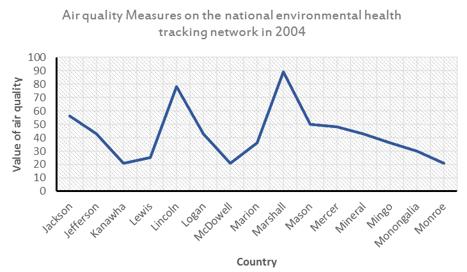 Air quality Measures on the national environmental health
tracking network in 2004
Value of air quality
100
90
80
70
60
50
40
30
20
10
0
Jackson
Jefferson
Kanawha
Lewis
Lincoln
Logan
McDowell
Marion
Marshall
Mason
Mercer
Mineral
Mingo
Monongalia
Monroe
Country